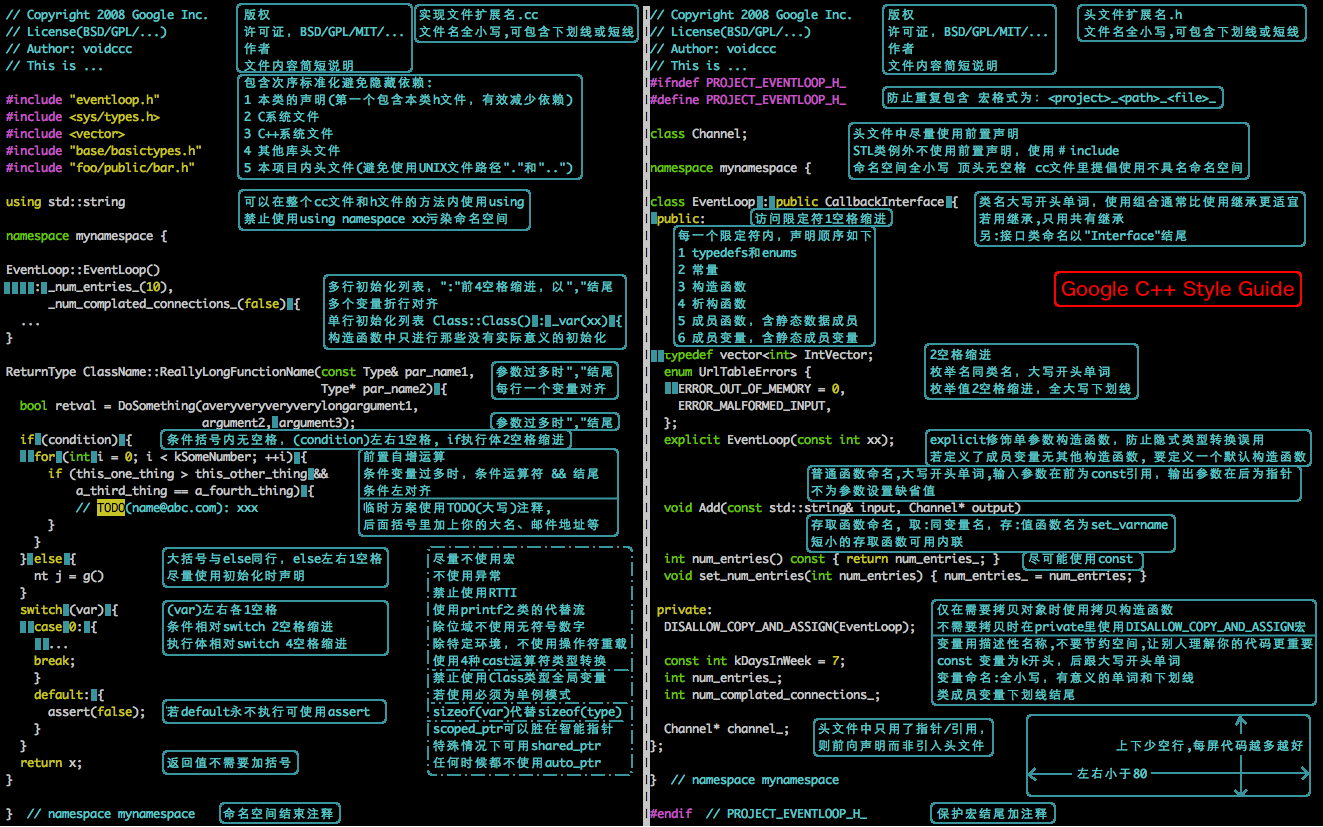 // Copyright 2008 Google Inc.
// License(BSD/GPL/...)
// Author: voidccc
// This is ...
版权
许可证, BSD/GPL/MIT/...
作者
文件内容简短说明
实现文件扩展名.cc
文件名全小写,可包含下划线或短线
#include "eventloop.h"
#include <sys/types.h>
#include <vector>
#include "base/basictypes.h"
#include "foo/public/bar.h"
包含次序标准化避免隐藏依赖:
1 本类的声明(第一个包含本类h文件, 有效减少依赖)
2 C系统文件
3 C++系统文件
4 其他库头文件
5 本项目内头文件(避免使用UNIX文件路径"."和"..")
using std::string
可以在整个cc文件和h文件的方法内使用using
禁止使用using namespace xx污染命名空间
namespace mynamespace {
EventLoop::EventLoop()
: _num_entries_(10),
_num_complated_connections_(false) {
...
}
多行初始化列表, ":"前4空格缩进, 以","结尾
多个变量折行对齐
单行初始化列表 Class::Class() : _var(xx) {
构造函数中只进行那些没有实际意义的初始化
ReturnType ClassName::ReallyLongFunctionName(const Type& par_name1,
Type* par_name2) {
参数过多时","结尾
每行一个变量对齐
bool retval = DoSomething(averyveryveryverylongargument1,
argument2, argument3);
参数过多时","结尾
if (condition) {
条件括号内无空格, (condition)左右1空格, if执行体2空格缩进
for (int i = 0; i < kSomeNumber; ++i) {
前置自增运算
if (this_one_thing > this_other_thing &&
a_third_thing == a_fourth_thing) {
条件变量过多时, 条件运算符 && 结尾
条件左对齐
// TODO(name@abc.com): xxx
临时方案使用TODO(大写)注释,
后面括号里加上你的大名、邮件地址等
}
}
} else {
nt j = g()
}
大括号与else同行, else左右1空格
尽量使用初始化时声明
switch (var) {
case 0: {
...
break;
}
(var)左右各1空格
条件相对switch 2空格缩进
执行体相对switch 4空格缩进
default: {
assert(false);
若default永不执行可使用assert
}
}
return x;
返回值不需要加括号
}
} // namespace mynamespace
命名空间结束注释
尽量不使用宏
不使用异常
禁止使用RTTI
使用printf之类的代替流
除位域不使用无符号数字
除特定环境, 不使用操作符重载
使用4种cast运算符类型转换
禁止使用Class类型全局变量
若使用必须为单例模式
sizeof(var)代替sizeof(type)
scoped_ptr可以胜任智能指针
特殊情况下可用shared_ptr
任何时候都不使用auto_ptr
// Copyright 2008 Google Inc.
// License(BSD/GPL/...)
// Author: voidccc
// This is ...
版权
许可证, BSD/GPL/MIT/...
作者
文件内容简短说明
头文件扩展名.h
文件名全小写,可包含下划线或短线
#ifndef PROJECT_EVENTLOOP_H_
#define PROJECT_EVENTLOOP_H_
防止重复包含 宏格式为: <project>_<path>_<file>_
class Channel;
namespace mynamespace {
头文件中尽量使用前置声明
STL类例外不使用前置声明, 使用#include
命名空间全小写 顶头无空格 cc文件里提倡使用不具名命名空间
class EventLoop : public CallbackInterface {
public:
访问限定符1空格缩进
类名大写开头单词, 使用组合通常比使用继承更适宜
若用继承,只用共有继承
另:接口类命名以"Interface"结尾
每一个限定符内, 声明顺序如下
1 typedefs和enums
2 常量
3 构造函数
4 析构函数
5 成员函数, 含静态数据成员
6 成员变量, 含静态成员变量
Google C++ Style Guide
typedef vector<int> IntVector;
enum UrlTableErrors {
ERROR_OUT_OF_MEMORY = 0,
ERROR_MALFORMED_INPUT,
};
2空格缩进
枚举名同类名, 大写开头单词
枚举值2空格缩进, 全大写下划线
explicit EventLoop(const int xx);
explicit修饰单参数构造函数, 防止隐式类型转换误用
若定义了成员变量无其他构造函数, 要定义一个默认构造函数
普通函数命名,大写开头单词,输入参数在前为const引用, 输出参数在后为指针
不为参数设置缺省值
void Add(const std::string& input, Channel* output)
存取函数命名, 取:同变量名, 存:值函数名为set_varname
短小的存取函数可用内联
int num_entries() const { return num_entries_; }
尽可能使用const
void set_num_entries(int num_entries) { num_entries_ = num_entries; }
private:
DISALLOW_COPY_AND_ASSIGN(EventLoop);
仅在需要拷贝对象时使用拷贝构造函数
不需要拷贝时在private里使用DISALLOW_COPY_AND_ASSIGN宏
const int kDaysInWeek = 7;
int num_entries_;
int num_complated_connections_;
变量用描述性名称,不要节约空间,让别人理解你的代码更重要
const 变量为k开头, 后跟大写开头单词
变量命名:全小写, 有意义的单词和下划线
类成员变量下划线结尾
Channel* channel_;
};
头文件中只用了指针/引用,
则前向声明而非引入头文件
上下少空行,每屏代码越多越好
左右小于80
} // namespace mynamespace
#endif // PROJECT_EVENTLOOP_H_
保护宏结尾加注释